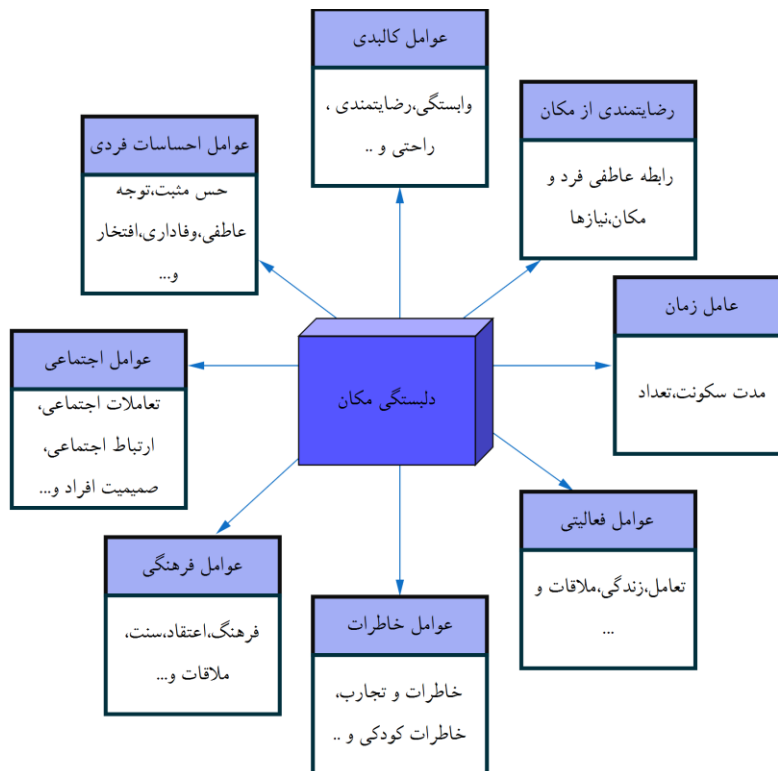 عوامل کالبدی
وابستگی,رضایتمندی ,
راحتی و ..
رضایتمندی از مکان
رابطه عاطفی فرد و
مکان,نیازها
عوامل احساسات فردی
حس مثبت,توجه
عاطفی,وفاداری,افتخار
و...
عامل زمان
مدت سکونت,تعداد
عوامل اجتماعی
تعاملات اجتماعی,
ارتباط اجتماعی,
صمیمیت افراد و...
دلبستگی مکان
عوامل فعالیتی
تعامل,زندگی,ملاقات و
...
عوامل فرهنگی
فرهنگ,اعتقاد,سنت,
ملاقات و...
عوامل خاطرات
خاطرات و تجارب,
خاطرات کودکی و ..